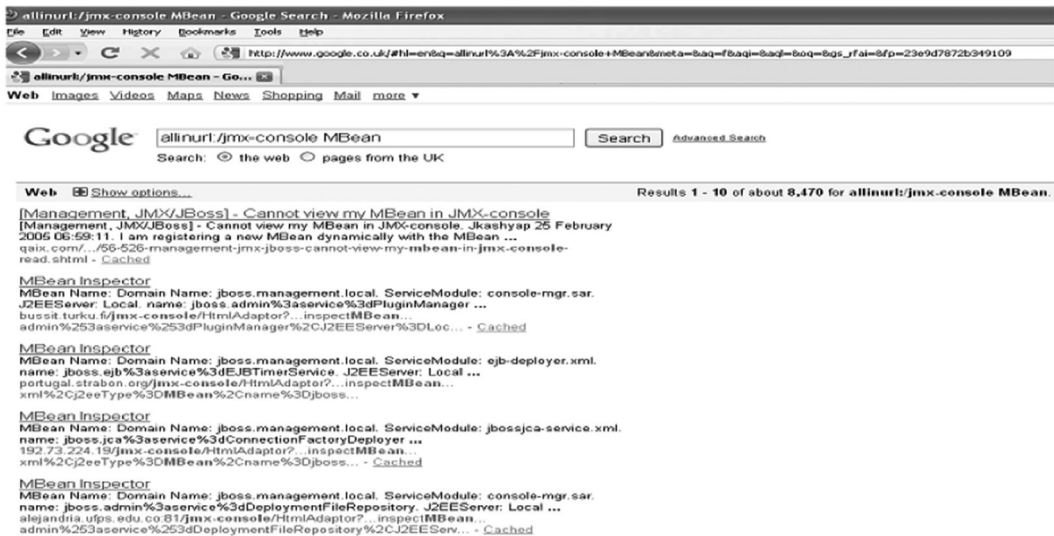 allinurl:/jmx-console MBean - Google Search - Mozilla Firefox
File Edit View History Bookmarks Tools Help
http://www.google.co.uk/#hl=en&q=allinurl%3A%2Fjmx-console+MBean&meta=&aq=f&aqi=&aql=&oq=&gs_rfai=&fp=23e9d7872b349109
allinurl:/jmx-console MBean - Go...
Web Images Videos Maps News Shopping Mail more ▼
Google allinurl:/jmx-console MBean Search Advanced Search
Search: the web pages from the UK
Web Show options... Results 1 - 10 of about 8,470 for allinurl:/jmx-console MBean.
[Management, JMX/JBoss] - Cannot view my MBean in JMX-console
[Management, JMX/JBoss] - Cannot view my MBean in JMX-console. Jkashyap 25 February
2005 06:59:11. I am registering a new MBean dynamically with the MBean ...
qaix.com/.../56-526-management-jmx-jboss-cannot-view-my-mbean-in-jmx-console-
read.shtml - Cached
MBean Inspector
MBean Name: Domain Name: jboss.management.local. ServiceModule: console-mgr.sar.
J2EEServer: Local. name: jboss.admin%3aservice%3dPluginManager ...
bussit.turku.fi/jmx-console/HtmlAdaptor?...inspectMBean...
admin%253aservice%253dPluginManager%2CJ2EEServer%3DLoc... - Cached
MBean Inspector
MBean Name: Domain Name: jboss.management.local. ServiceModule: ejb-deployer.xml.
name: jboss.ejb%3aservice%3dEJBTimerService. J2EEServer: Local ...
portugal.strabon.org/jmx-console/HtmlAdaptor?...inspectMBean...
xml%2Cj2eeType%3DMBean%2Cname%3Djboss...
MBean Inspector
MBean Name: Domain Name: jboss.management.local. ServiceModule: jbossjca-service.xml.
name: jboss.jca%3aservice%3dConnectionFactoryDeployer ...
192.73.224.19/jmx-console/HtmlAdaptor?...inspectMBean...
xml%2Cj2eeType%3DMBean%2Cname%3Djboss... - Cached
MBean Inspector
MBean Name: Domain Name: jboss.management.local. ServiceModule: console-mgr.sar.
name: jboss.admin%3aservice%3dDeploymentFileRepository. J2EEServer: Local ...
alejandria.ufps.edu.co:81/jmx-console/HtmlAdaptor?...inspectMBean...
admin%253aservice%253dDeploymentFileRepository%2CJ2EEServ... - Cached